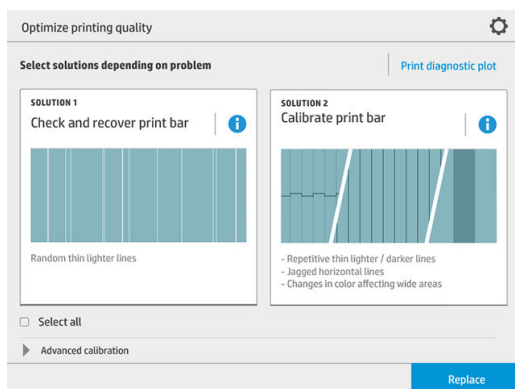 Optimize printing quality
Select solutions depending on problem
Print diagnostic plot
SOLUTION 1
Check and recover print bar
Random thin lighter lines
SOLUTION 2
Calibrate print bar
- Repetitive thin lighter / darker lines
- Jagged horizontal lines
- Changes in color affecting wide areas
Select all
Advanced calibration
Replace